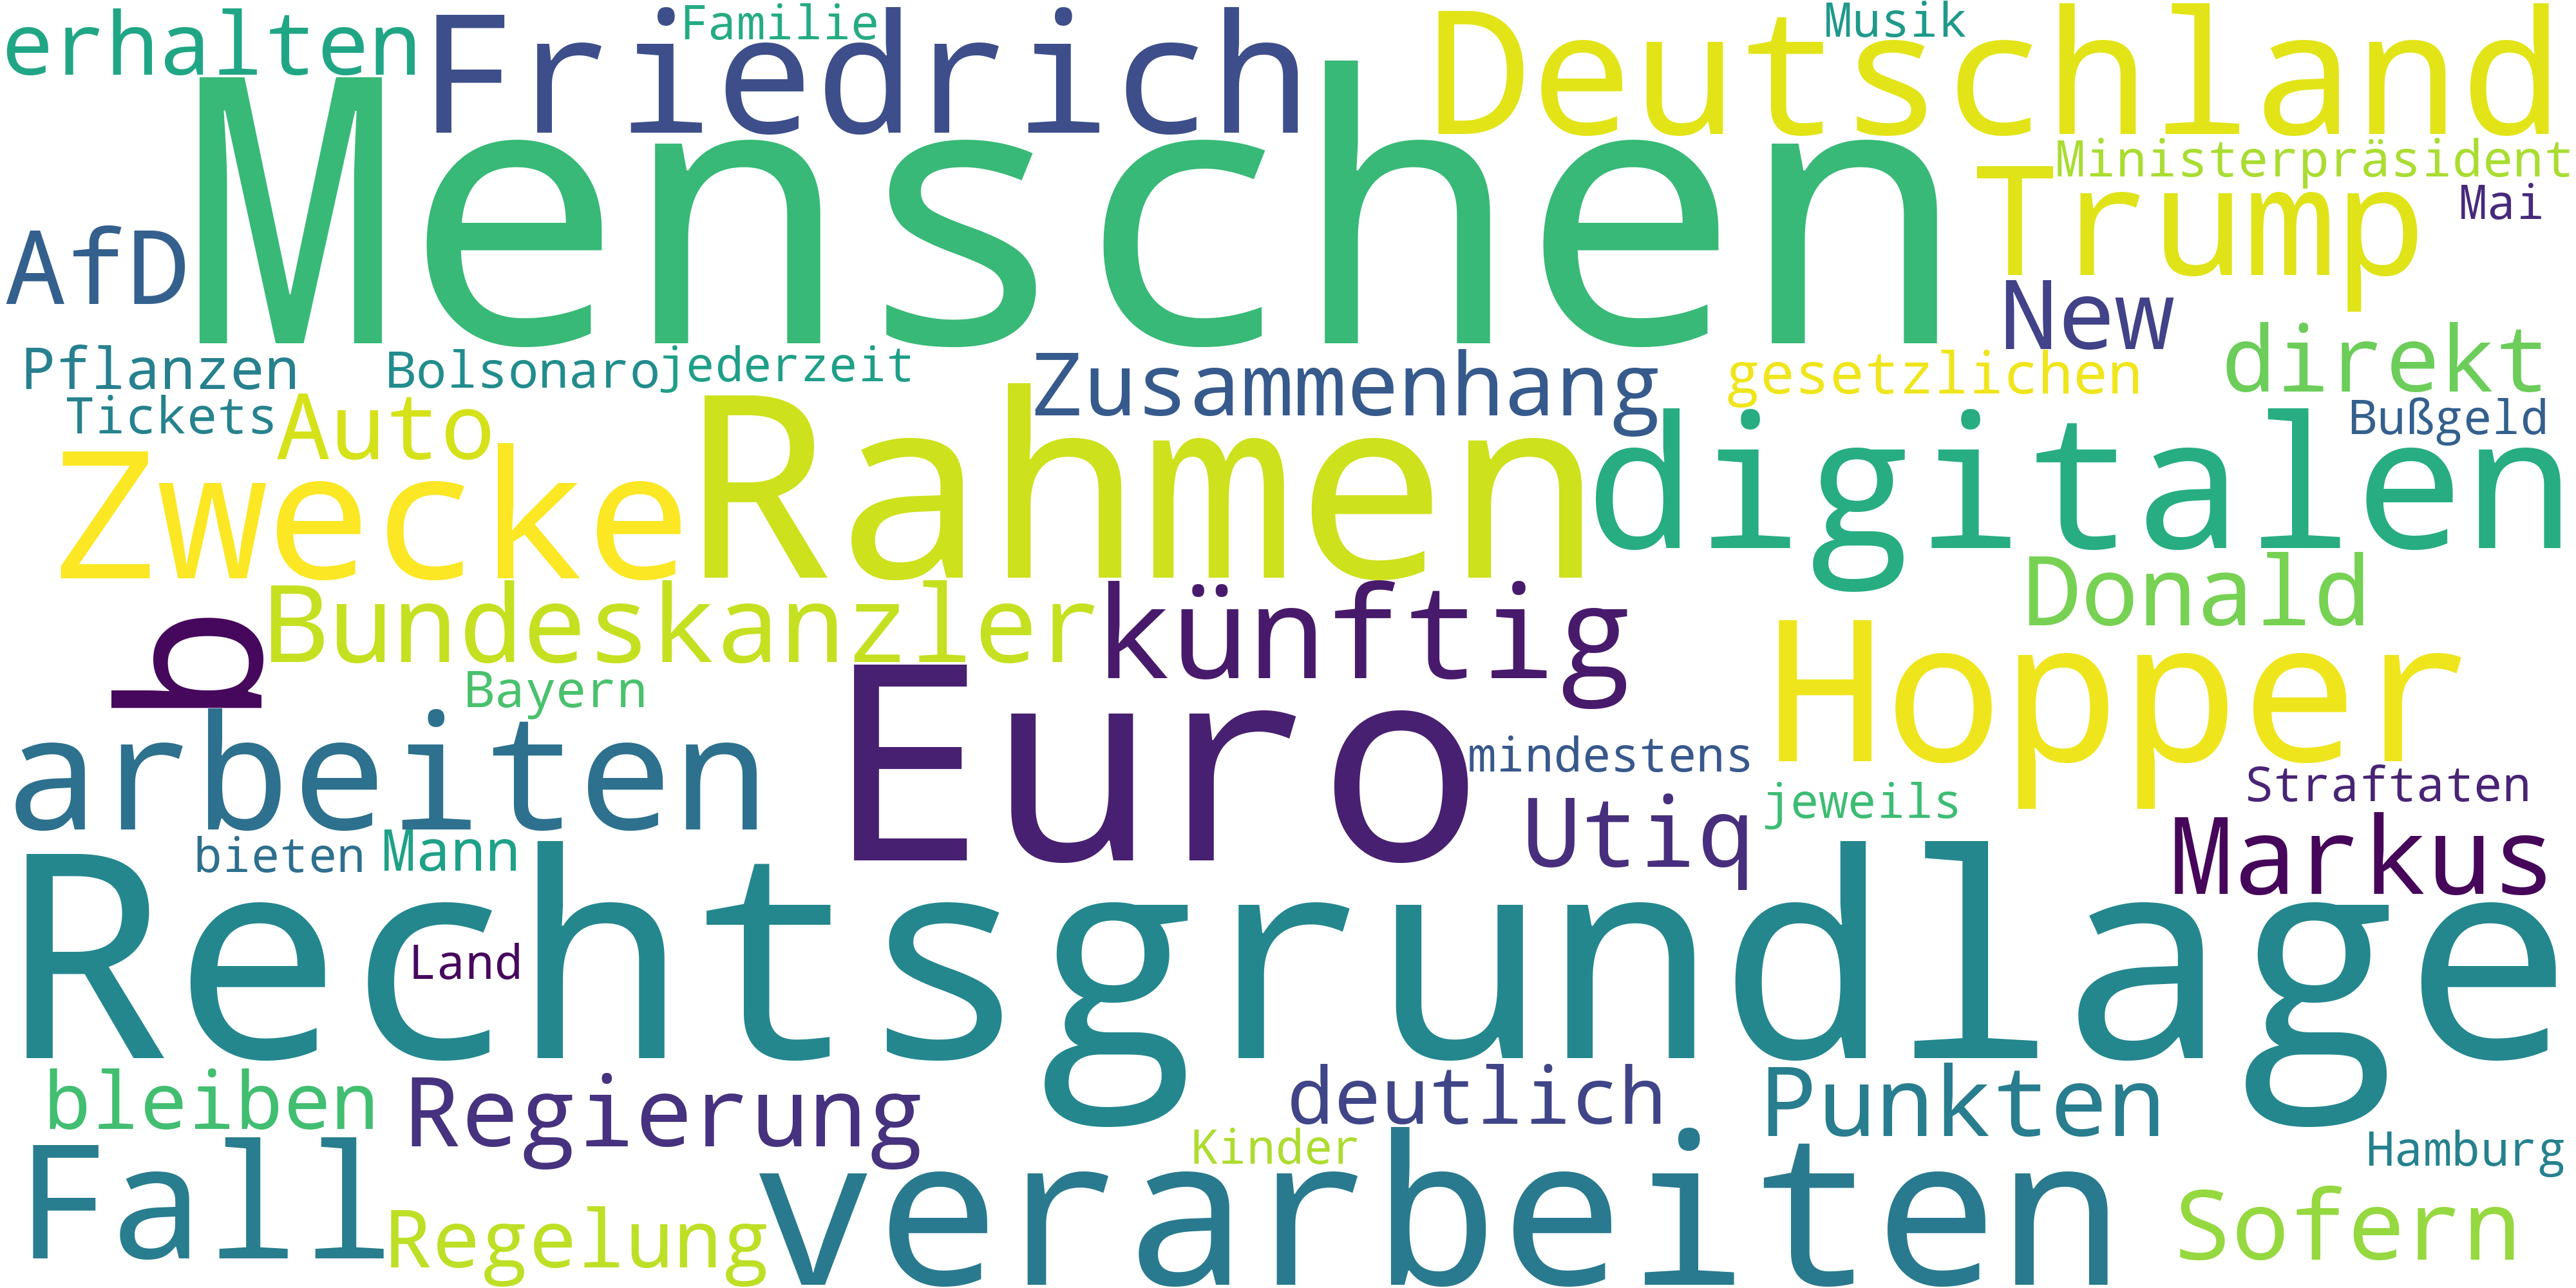 erhalten
Friedrich
Familie
Deutschland
Musik
Menschen
Ministerpräsident
Trump
Mai
AfD
New
Pflanzen
Bolsonaro
jederzeit
Zusammenhang
gesetzlichen
direkt
Tickets
Auto
Bußgeld
Zwecke
Rahmen
digitalen
Bundeskanzler
künftig
Donald
b
Bayern
Euro
Hopper
arbeiten
mindestens
Utiq
jeweils
Straftaten
Markus
bieten
Mann
Rechtsgrundlage
Land
bleiben
Regierung
deutlich
Punkten
Fall
Kinder
verarbeiten
Hamburg
Regelung
Sofern